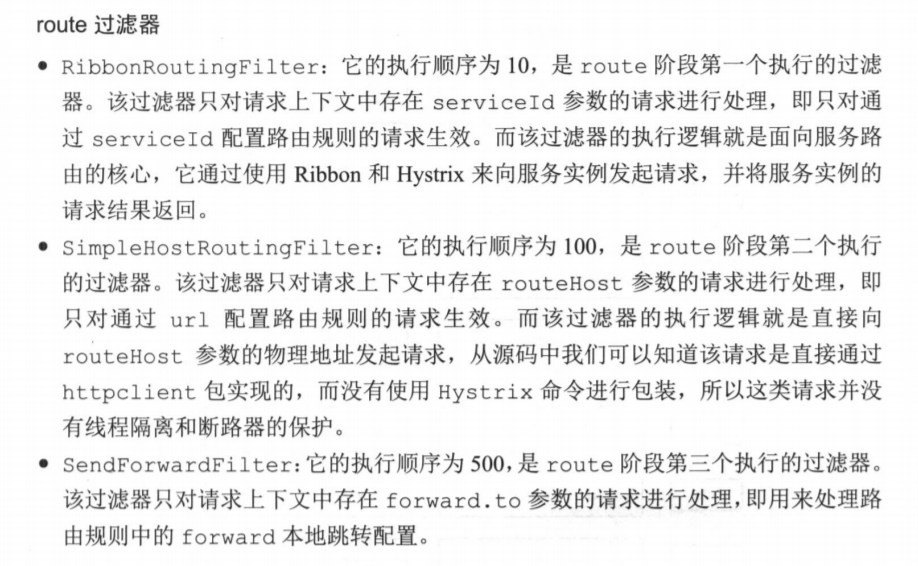 route 过滤器
● RibbonRoutingFilter：它的执行顺序为 10，是 route 阶段第一个执行的过滤
器。该过滤器只对请求上下文中存在 serviceId 参数的请求进行处理，即只对通
过 serviceId 配置路由规则的请求生效。而该过滤器的执行逻辑就是面向服务路
由的核心，它通过使用 Ribbon 和 Hystrix 来向服务实例发起请求，并将服务实例的
请求结果返回。
● SimpleHostRoutingFilter：它的执行顺序为 100，是 route 阶段第二个执行
的过滤器。该过滤器只对请求上下文中存在 routeHost 参数的请求进行处理，即
只对通过 url 配置路由规则的请求生效。而该过滤器的执行逻辑就是直接向
routeHost 参数的物理地址发起请求，从源码中我们可以知道该请求是直接通过
httpclient 包实现的，而没有使用 Hystrix 命令进行包装，所以这类请求并没
有线程隔离和断路器的保护。
● SendForwardFilter：它的执行顺序为 500，是 route 阶段第三个执行的过滤器。
该过滤器只对请求上下文中存在 forward.to 参数的请求进行处理，即用来处理路
由规则中的 forward 本地跳转配置。